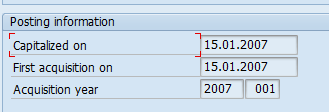 Posting information
Capitalized on 15.01.2007
First acquisition on 15.01.2007
Acquisition year 2007 001